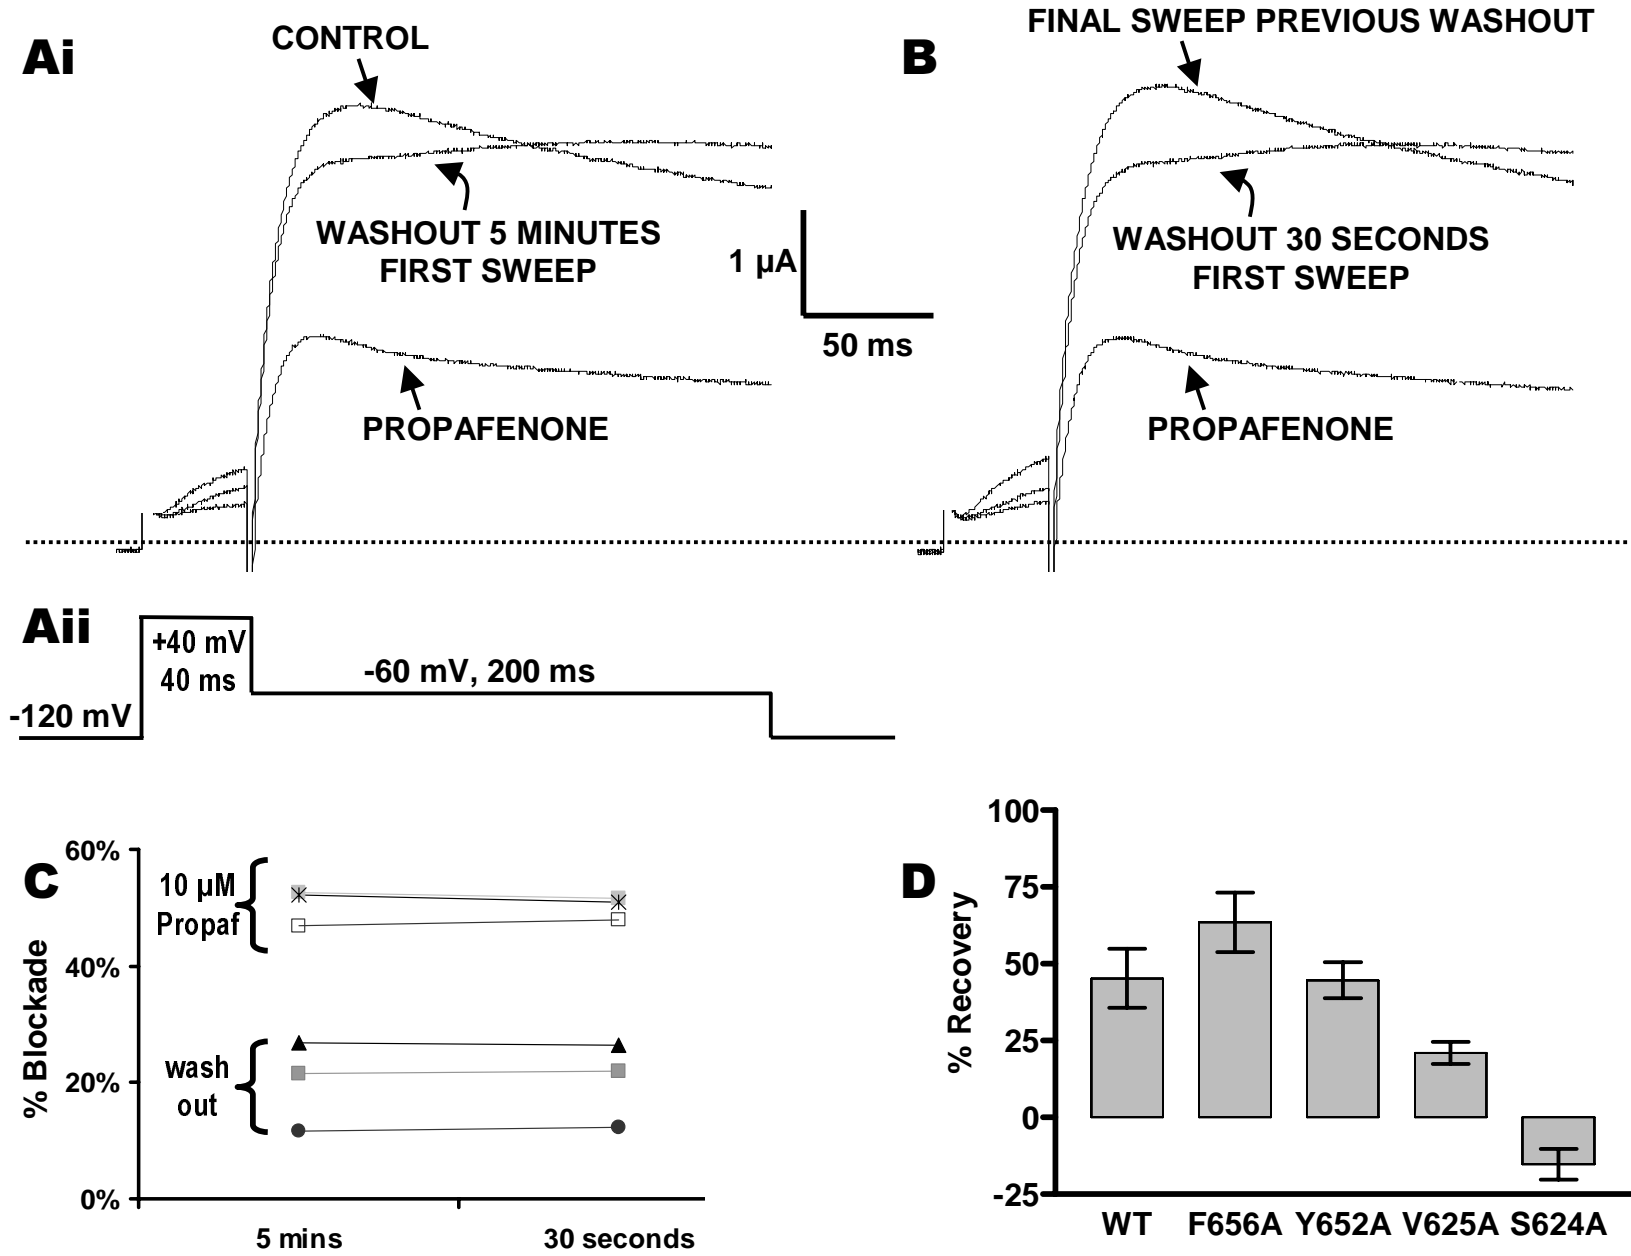 Ai
CONTROL
WASHOUT 5 MINUTES
FIRST SWEEP
PROPAFENONE
1 µA
50 ms
B
FINAL SWEEP PREVIOUS WASHOUT
WASHOUT 30 SECONDS
FIRST SWEEP
PROPAFENONE
Aii
+40 mV
40 ms
-60 mV, 200 ms
-120 mV
C
% Blockade
60%
40%
20%
0%
10 µM
Propaf
wash
out
5 mins
30 seconds
D
% Recovery
100
75
50
25
0
-25
WT
F656A
Y652A
V625A
S624A